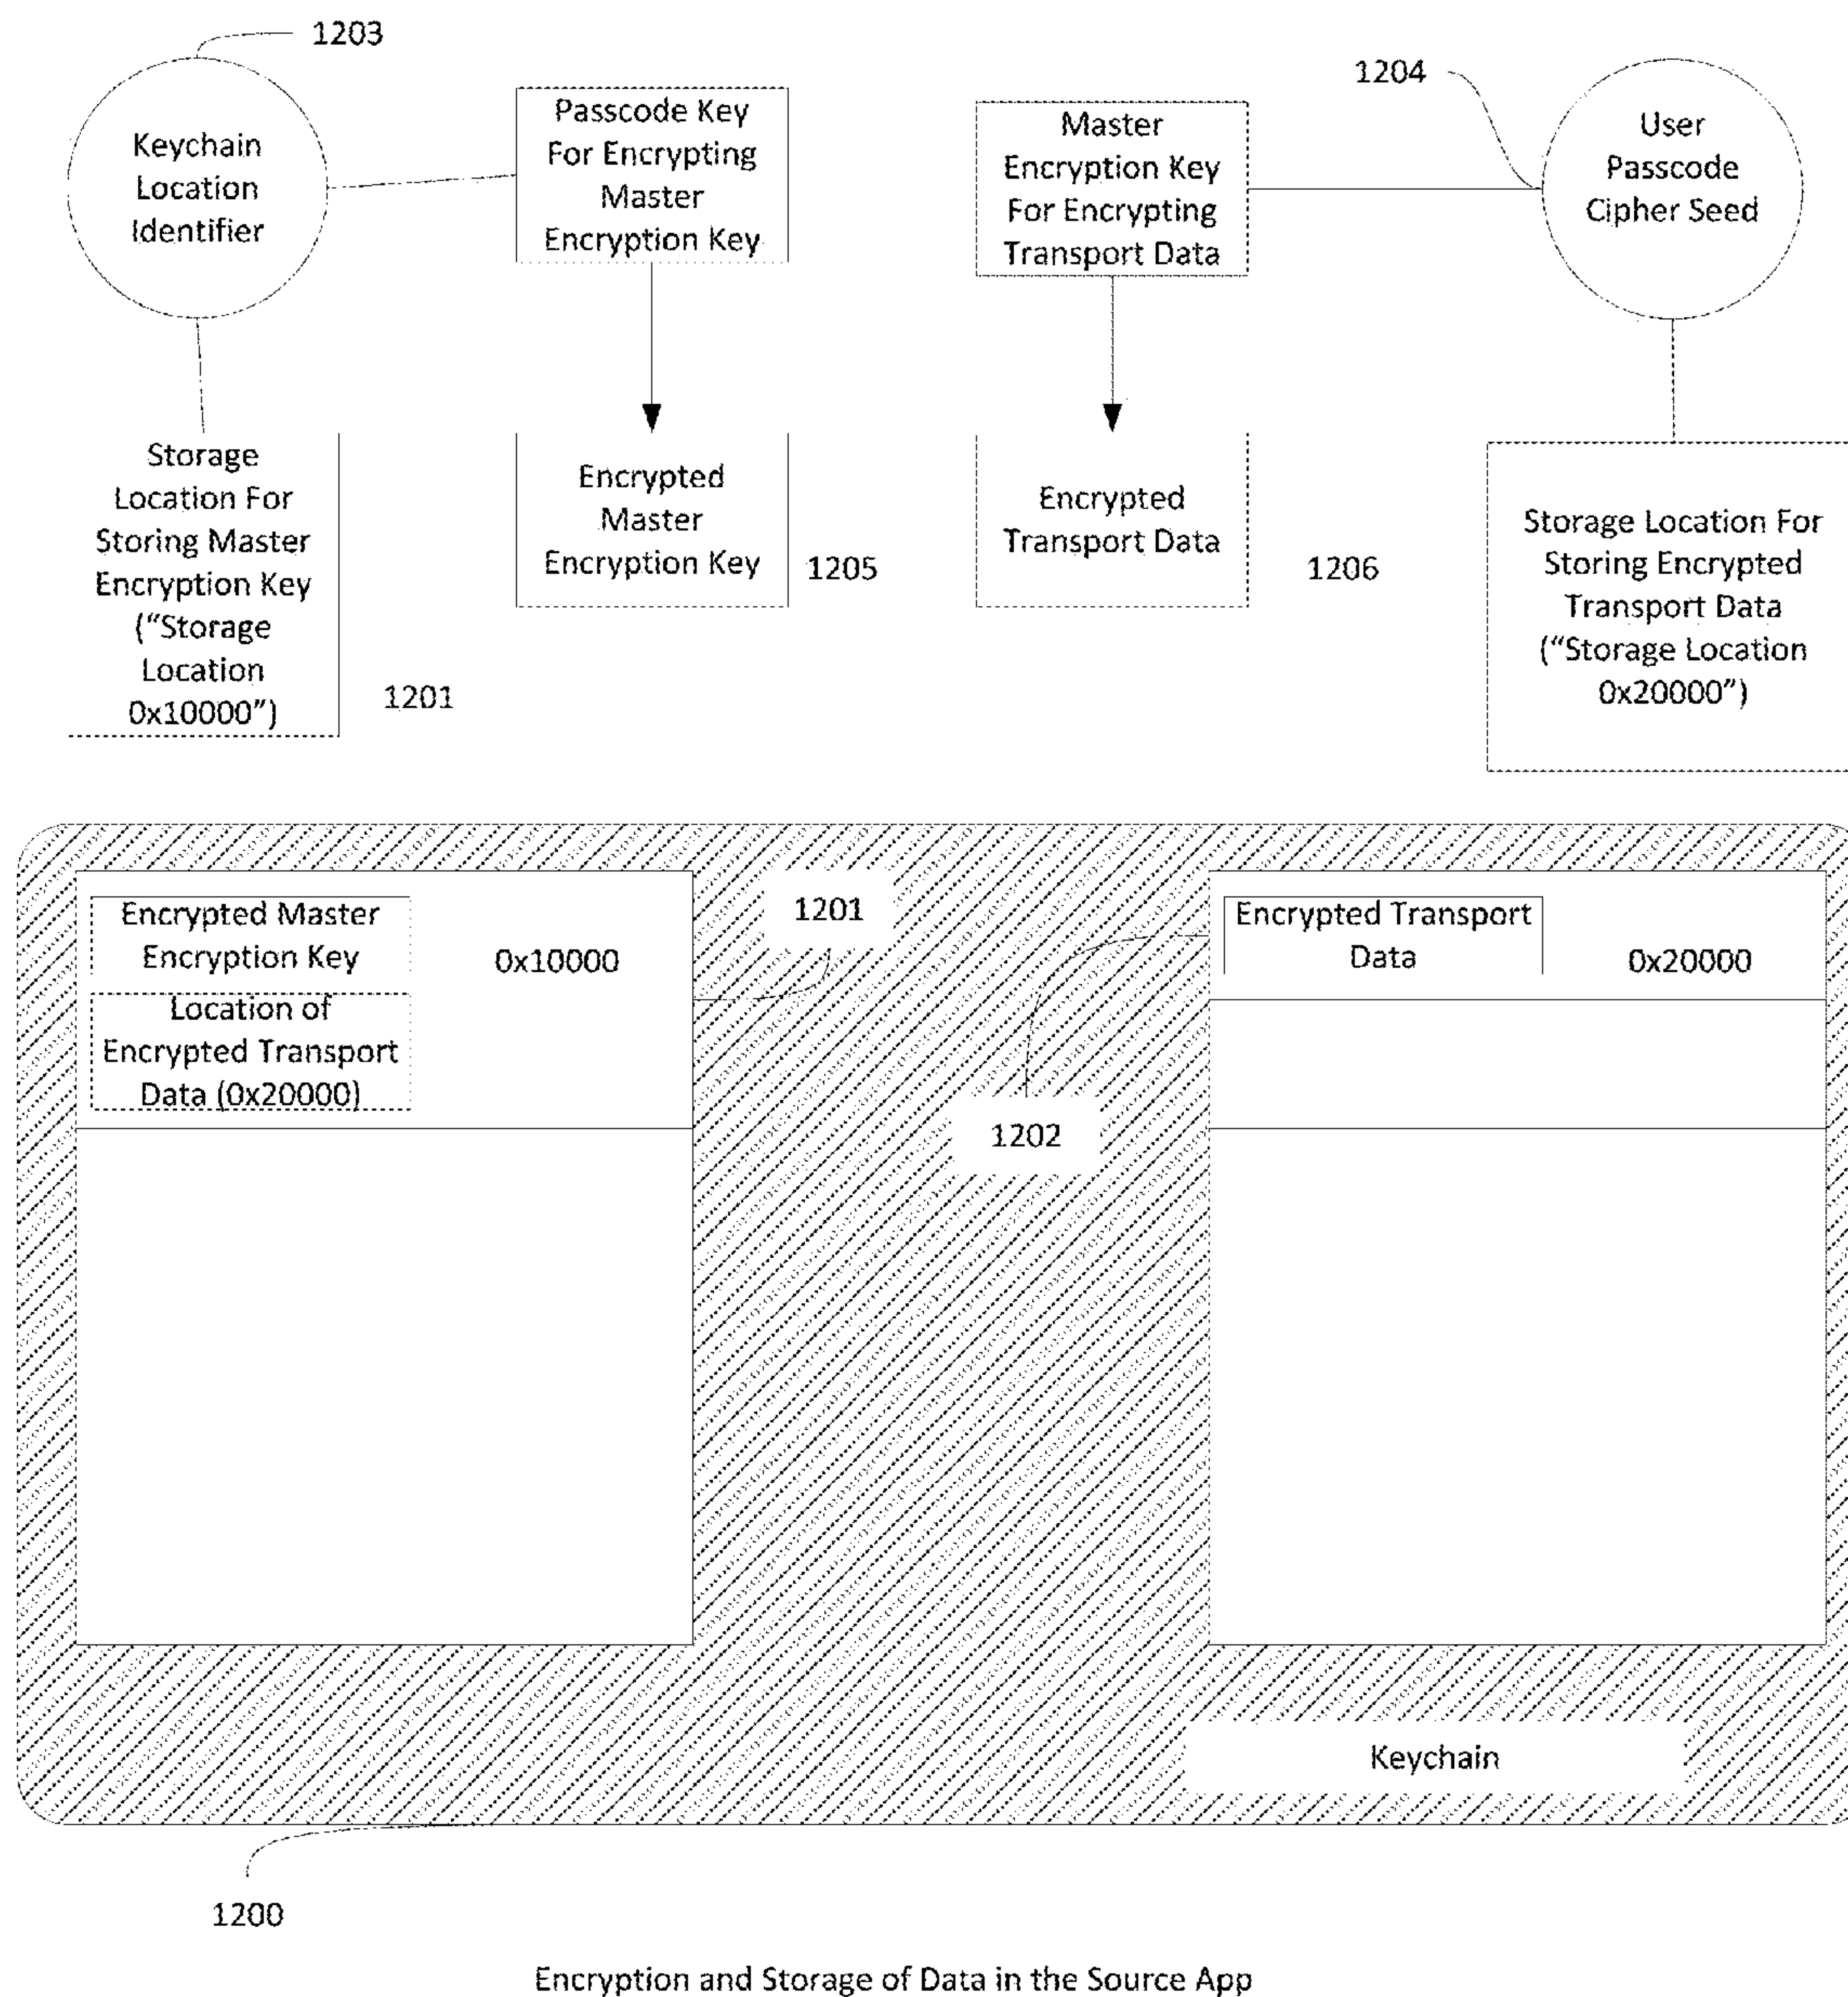 1203
Keychain
Location
Identifier
Passcode Key
For Encrypting
Master
Encryption Key
Master
Encryption Key
For Encrypting
Transport Data
1204
User
Passcode
Cipher Seed
Storage
Location For
Storing Master
Encryption Key
("Storage
Location
0x10000")
1201
Encrypted
Master
Encryption Key
1205
Encrypted
Transport Data
1206
Storage Location For
Storing Encrypted
Transport Data
("Storage Location
0x20000")
Encrypted Master
Encryption Key
0x10000
Location of
Encrypted Transport
Data (0x20000)
1201
1202
Encrypted Transport
Data
0x20000
Keychain
1200
Encryption and Storage of Data in the Source App